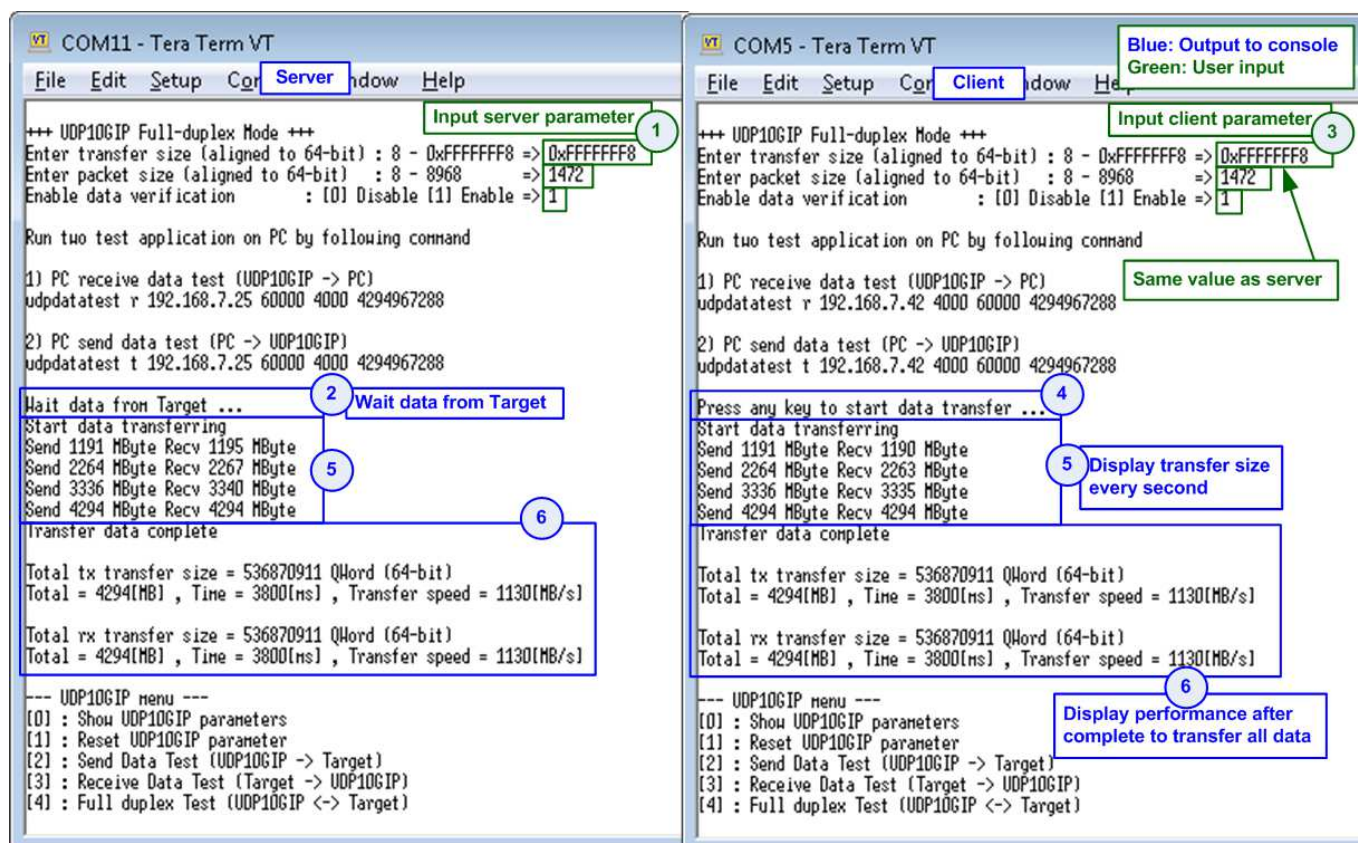 COM11 - Tera Term VT
File Edit Setup Co Server ndow Help
+++ UDP10GIP Full-duplex Mode +++
Input server parameter 1
Enter transfer size (aligned to 64-bit) : 8 - 0xFFFFFFF8 => 0xFFFFFFF8
Enter packet size (aligned to 64-bit) : 8 - 8968 => 1472
Enable data verification : [0] Disable [1] Enable => 1
Run two test application on PC by following command
1) PC receive data test (UDP10GIP -> PC)
udpdatatest r 192.168.7.25 60000 4000 4294967288
2) PC send data test (PC -> UDP10GIP)
udpdatatest t 192.168.7.25 60000 4000 4294967288
Wait data from Target ...
2 Wait data from Target
Start data transferring
Send 1191 MByte Recv 1195 MByte
Send 2264 MByte Recv 2267 MByte
Send 3336 MByte Recv 3340 MByte
Send 4294 MByte Recv 4294 MByte
5
6
Transfer data complete
Total tx transfer size = 536870911 QWord (64-bit)
Total = 4294[MB] , Time = 3800[ms] , Transfer speed = 1130[MB/s]
Total rx transfer size = 536870911 QWord (64-bit)
Total = 4294[MB] , Time = 3800[ms] , Transfer speed = 1130[MB/s]
--- UDP10GIP menu ---
[0] : Show UDP10GIP parameters
[1] : Reset UDP10GIP parameter
[2] : Send Data Test (UDP10GIP -> Target)
[3] : Receive Data Test (Target -> UDP10GIP)
[4] : Full duplex Test (UDP10GIP <-> Target)
COM5 - Tera Term VT
Blue: Output to console
Green: User input
File Edit Setup Co Client dow He
+++ UDP10GIP Full-duplex Mode +++
Input client parameter 3
Enter transfer size (aligned to 64-bit) : 8 - 0xFFFFFFF8 => 0xFFFFFFF8
Enter packet size (aligned to 64-bit) : 8 - 8968 => 1472
Enable data verification : [0] Disable [1] Enable => 1
Run two test application on PC by following command
Same value as server
1) PC receive data test (UDP10GIP -> PC)
udpdatatest r 192.168.7.42 4000 60000 4294967288
2) PC send data test (PC -> UDP10GIP)
udpdatatest t 192.168.7.42 4000 60000 4294967288
Press any key to start data transfer ...
4
Start data transferring
Send 1191 MByte Recv 1190 MByte
Send 2264 MByte Recv 2263 MByte
Send 3336 MByte Recv 3335 MByte
Send 4294 MByte Recv 4294 MByte
5 Display transfer size
every second
Transfer data complete
Total tx transfer size = 536870911 QWord (64-bit)
Total = 4294[MB] , Time = 3800[ms] , Transfer speed = 1130[MB/s]
Total rx transfer size = 536870911 QWord (64-bit)
Total = 4294[MB] , Time = 3800[ms] , Transfer speed = 1130[MB/s]
6
Display performance after
complete to transfer all data
--- UDP10GIP menu ---
[0] : Show UDP10GIP parameters
[1] : Reset UDP10GIP parameter
[2] : Send Data Test (UDP10GIP -> Target)
[3] : Receive Data Test (Target -> UDP10GIP)
[4] : Full duplex Test (UDP10GIP <-> Target)